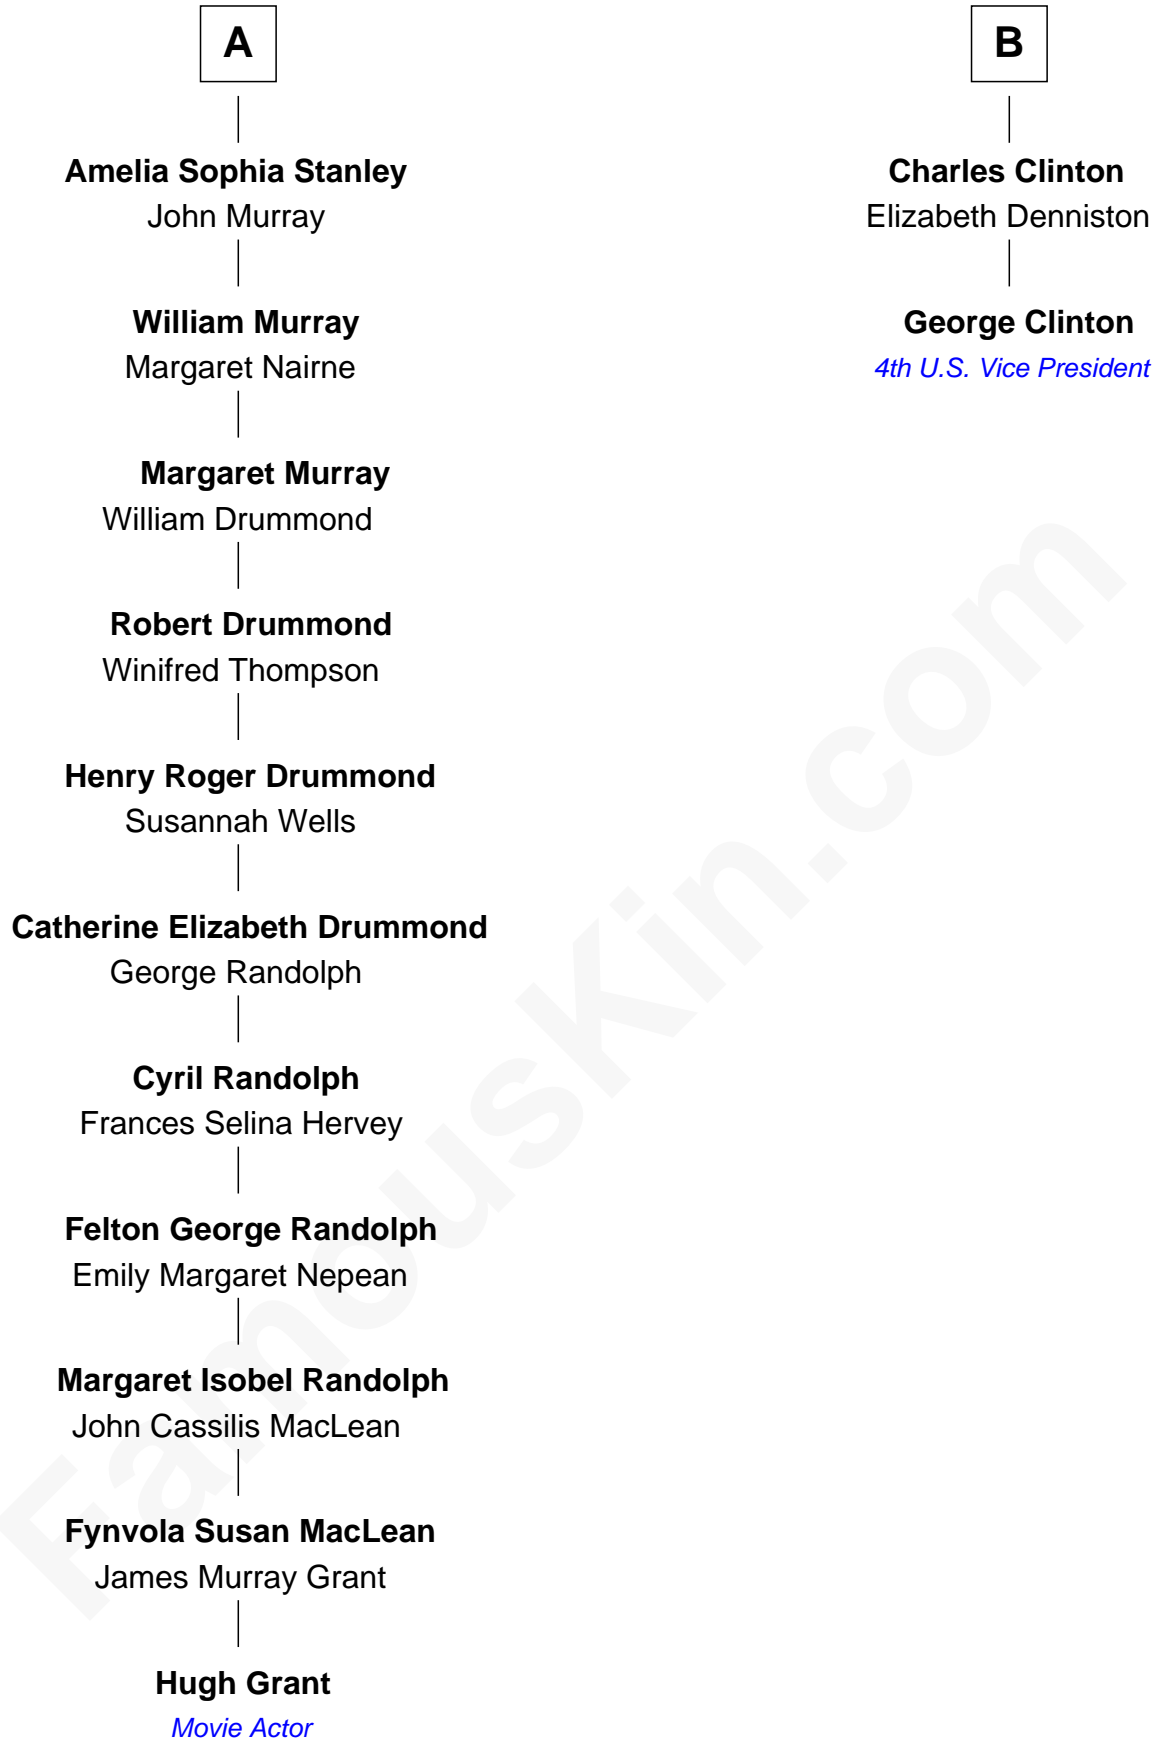 A
Amelia Sophia Stanley
John Murray
William Murray
Margaret Nairne
Margaret Murray
William Drummond
Robert Drummond
Winifred Thompson
Henry Roger Drummond
Susannah Wells
Catherine Elizabeth Drummond
George Randolph
Cyril Randolph
Frances Selina Hervey
Felton George Randolph
Emily Margaret Nepean
Margaret Isobel Randolph
John Cassilis MacLean
Fynvola Susan MacLean
James Murray Grant
Hugh Grant
Movie Actor
B
Charles Clinton
Elizabeth Denniston
George Clinton
4th U.S. Vice President
FamousKin.com